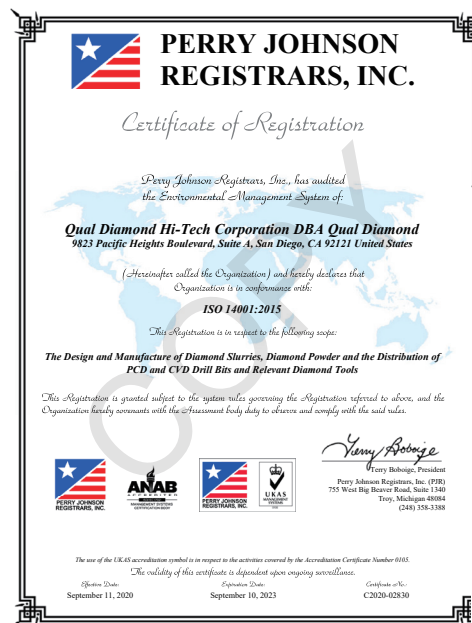 PERRY JOHNSON
REGISTRARS, INC.
Certificate of Registration
Perry Johnson Registrars, Inc., has audited
the Environmental Management System of:
Qual Diamond Hi-Tech Corporation DBA Qual Diamond
9823 Pacific Heights Boulevard, Suite A, San Diego, CA 92121 United States
(Hereinafter called the Organization) and hereby declares that
Organization is in conformance with:
ISO 14001:2015
This Registration is in respect to the following scope:
The Design and Manufacture of Diamond Slurries, Diamond Powder and the Distribution of
PCD and CVD Drill Bits and Relevant Diamond Tools
This Registration is granted subject to the system rules governing the Registration referred to above, and the
Organization hereby covenants with the Assessment body duty to observe and comply with the said rules.
COPY
Terry Boboige
Terry Boboige, President
Perry Johnson Registrars, Inc. (PJR)
755 West Big Beaver Road, Suite 1340
Troy, Michigan 48084
(248) 358-3388
PERRY JOHNSON
REGISTRARS, INC.
ANAB
ACCREDITED
MANAGEMENT SYSTEMS
CERTIFICATION BODY
PERRY JOHNSON
REGISTRARS, INC.
UKAS
MANAGEMENT
SYSTEMS
The use of the UKAS accreditation symbol is in respect to the activities covered by the Accreditation Certificate Number 0105.
The validity of this certificate is dependent upon ongoing surveillance.
Effective Date: Expiration Date: Certificate No.:
September 11, 2020 September 10, 2023 C2020-02830